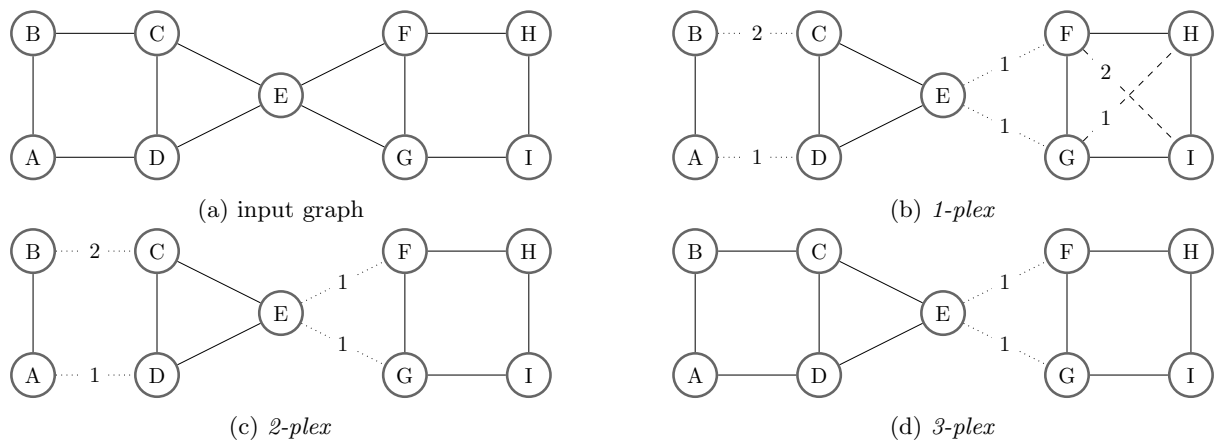 B C F H
E
A D G I
(a) input graph
B 2 C F H
1 2
E
1 1
A 1 D G I
(b) 1-plex
B 2 C F H
1
E
1
A 1 D G I
(c) 2-plex
B C F H
1
E
1
A D G I
(d) 3-plex